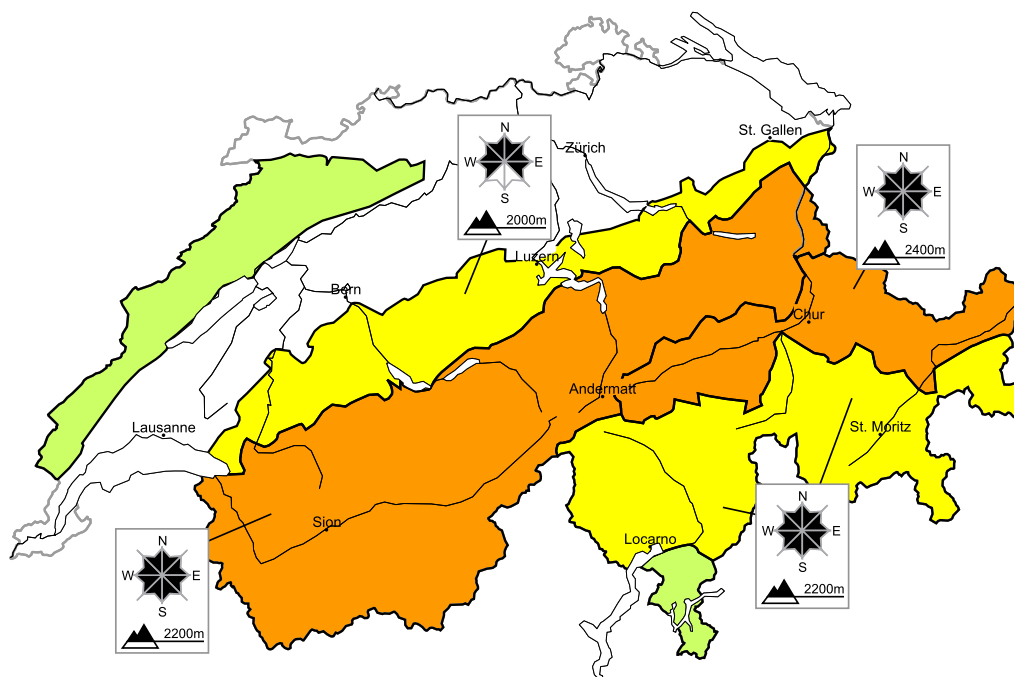 St. Gallen
N
W E
S
2000m
Zürich
N
W E
S
2400m
Luzern
Bern
Chur
Andermatt
Lausanne
St. Moritz
N
W E
S
2200m
Sion
Locarno
N
W E
S
2200m